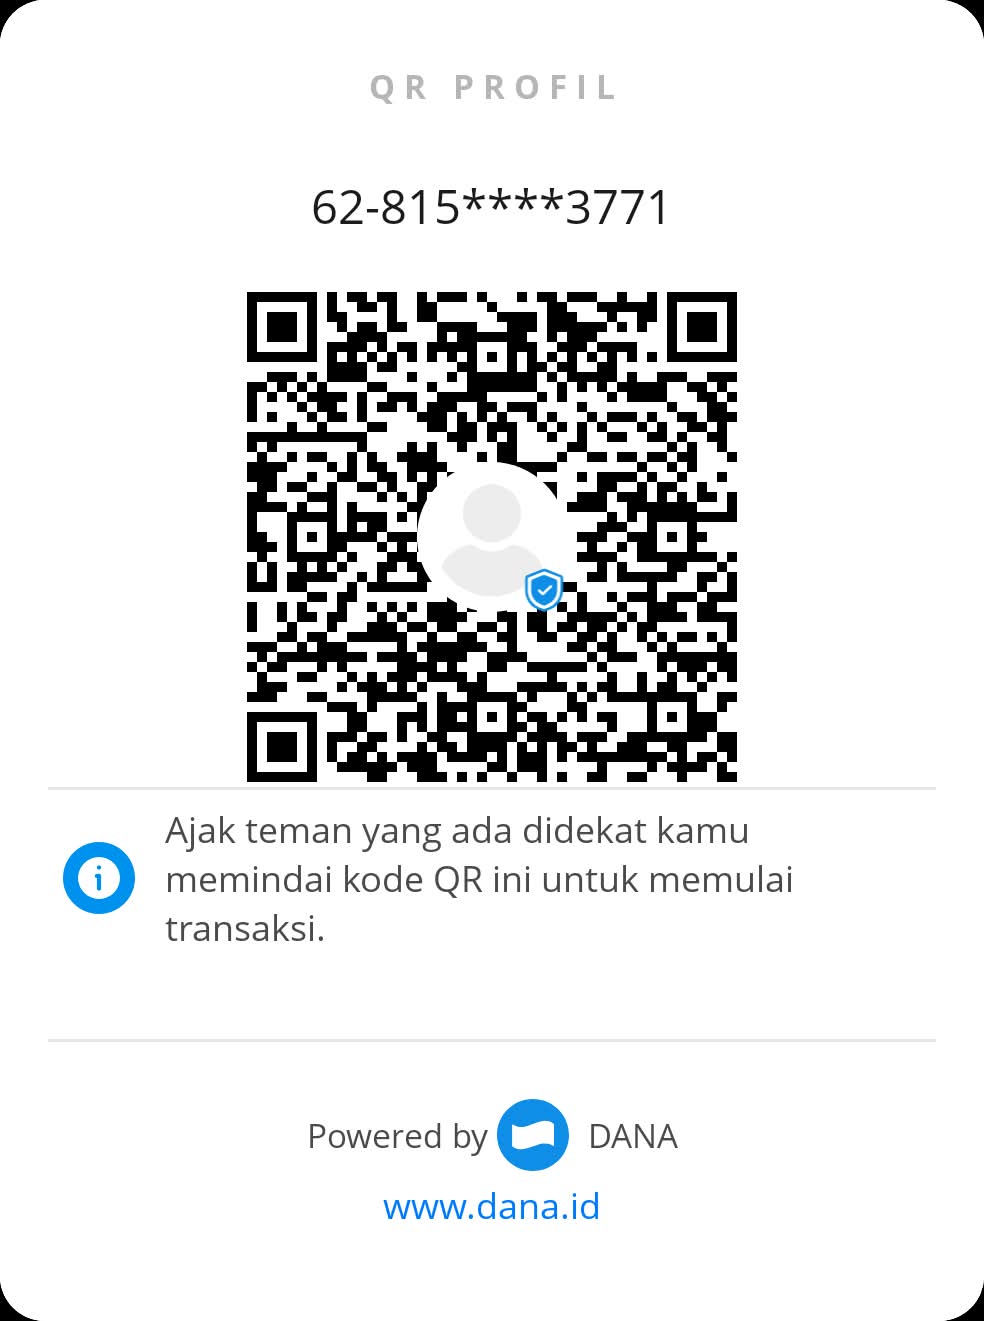 QR PROFIL
62-815****3771
Ajak teman yang ada didekat kamu
memindai kode QR ini untuk memulai
transaksi.
Powered by DANA
www.dana.id